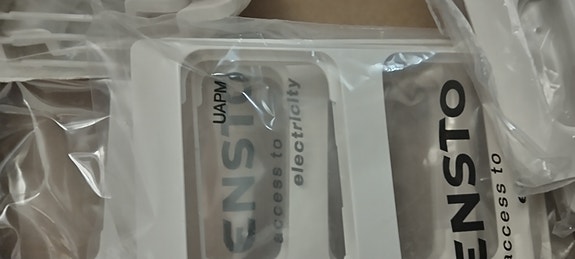 UAPM
ENSTO
access to
electricity
ENSTO
access to